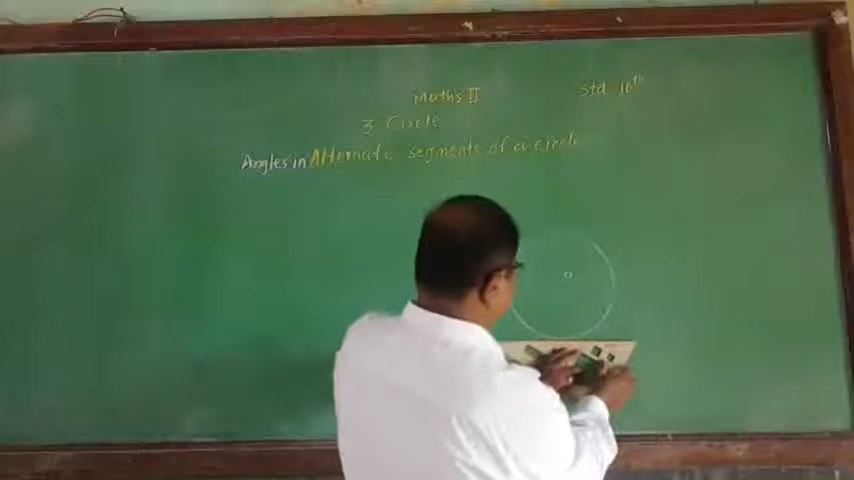 Maths II
Std 10th
3 Circle
Angles in Alternate segments of a circle
O